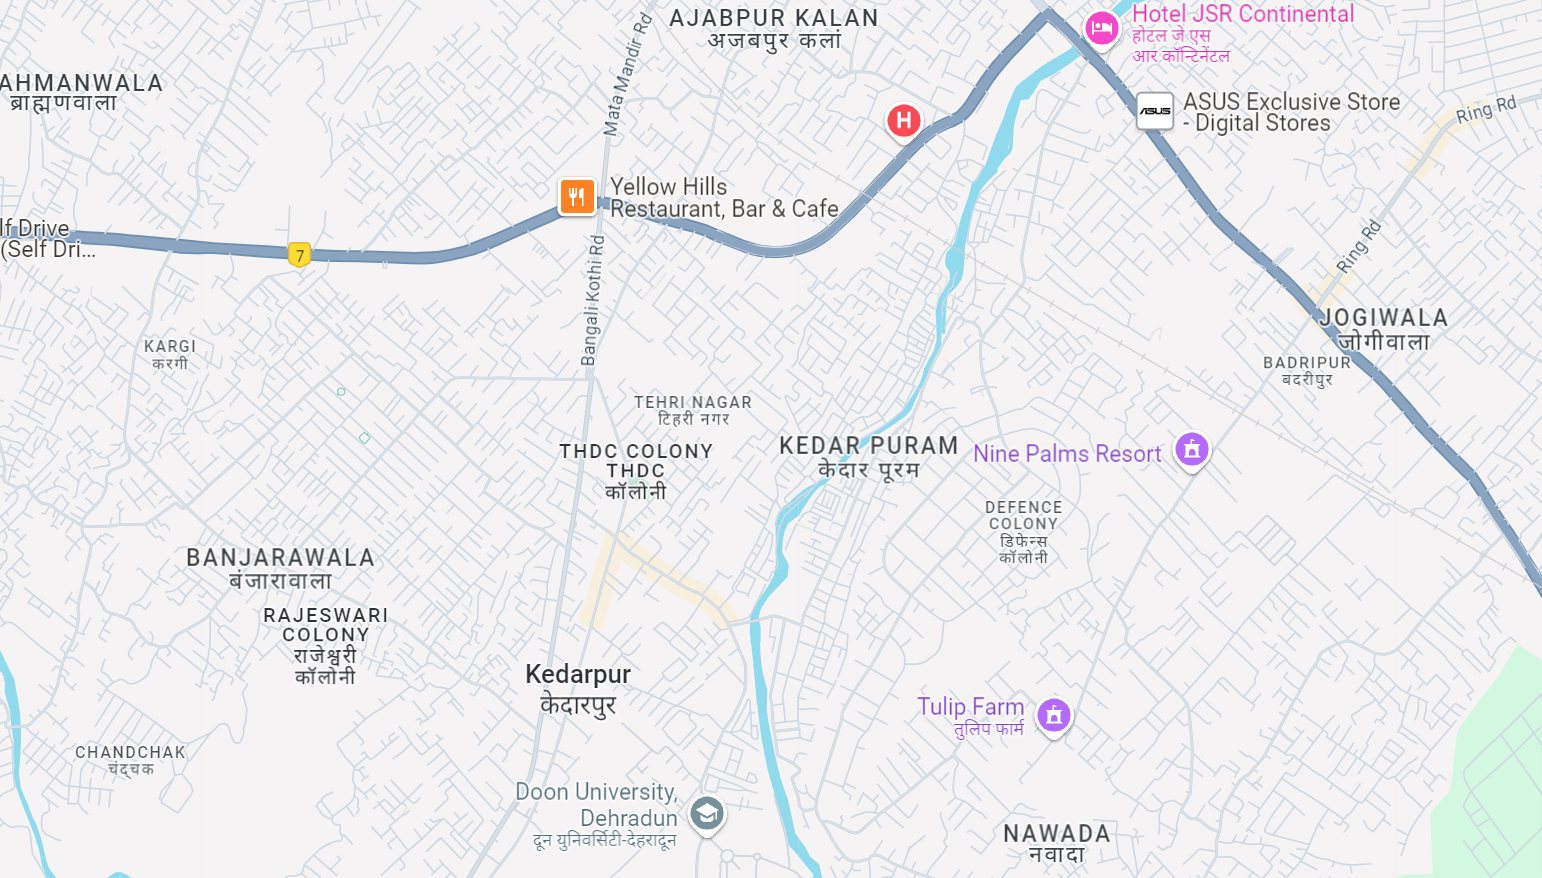 AJABPUR KALAN
अजबपुर कलां
Hotel JSR Continental
होटल जे एस
आर कॉन्टिनेंटल
Mata Mandir Rd
AHMANWALA
ब्राह्मणवाला
H
ASUS
ASUS Exclusive Store
- Digital Stores
Ring Rd
Yellow Hills
Restaurant, Bar & Cafe
lf Drive
(Self Dri...
7
Bangali Kothi Rd
Ring Rd
JOGIWALA
जोगीवाला
KARGI
करगी
BADRIPUR
बदरीपुर
TEHRI NAGAR
टिहरी नगर
THDC COLONY
THDC
कॉलोनी
KEDAR PURAM
केदार पूरम
Nine Palms Resort
DEFENCE
COLONY
डिफेन्स
कॉलोनी
BANJARAWALA
बंजारावाला
RAJESWARI
COLONY
राजेश्वरी
कॉलोनी
Kedarpur
केदारपुर
Tulip Farm
तुलिप फार्म
CHANDCHAK
चंद्चक
Doon University,
Dehradun
दून युनिवर्सिटी-देहरादून
NAWADA
नवादा